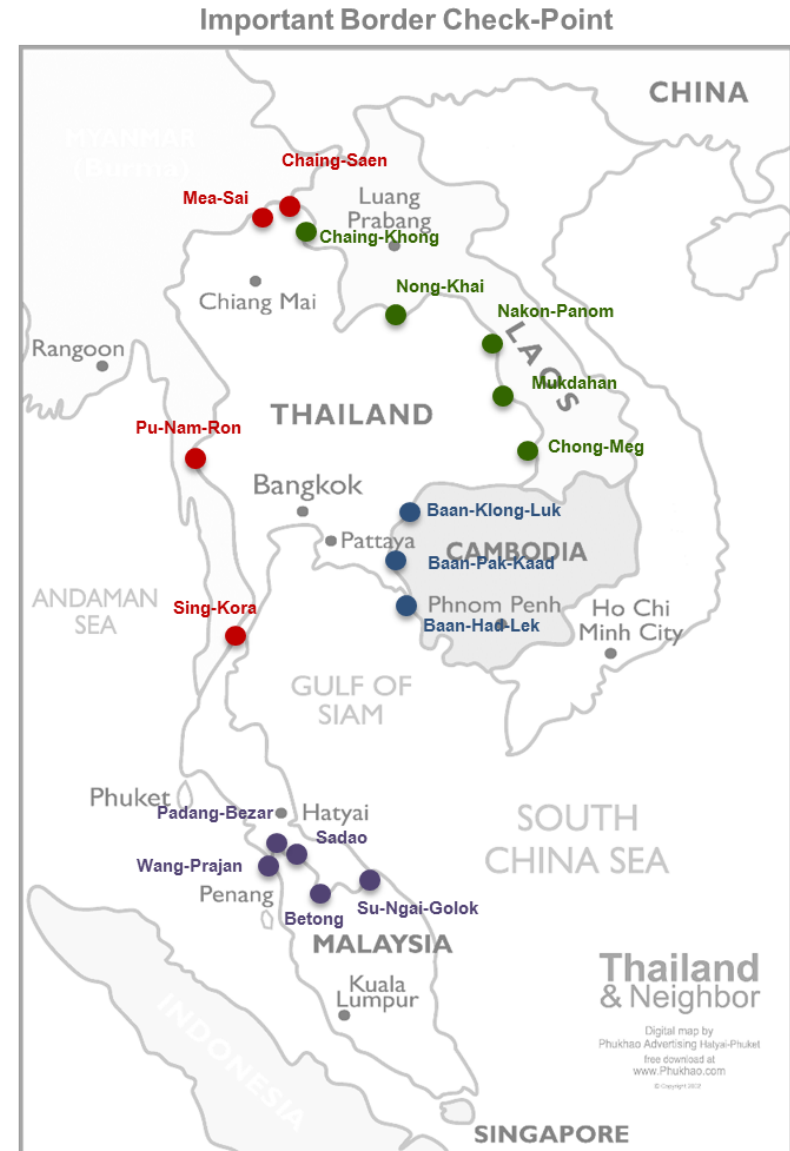 Important Border Check-Point
CHINA
MYANMAR
(Burma)
Chaing-Saen
Mea-Sai
Luang
Prabang
Chaing-Khong
Nong-Khai
Chiang Mai
Nakon-Panom
LAOS
Rangoon
Mukdahan
THAILAND
Pu-Nam-Ron
Chong-Meg
Bangkok
Baan-Klong-Luk
Pattaya
CAMBODIA
Baan-Pak-Kaad
ANDAMAN
SEA
Sing-Kora
Phnom Penh
Baan-Had-Lek
Ho Chi
Minh City
GULF OF
SIAM
Phuket
Padang-Bezar
Hatyai
SOUTH
CHINA SEA
Sadao
Wang-Prajan
Penang
Su-Ngai-Golok
Betong
MALAYSIA
Kuala
Lumpur
INDONESIA
Thailand
& Neighbor
Digital map by
Phukhao Advertising Hatyai-Phuket
free download at
www.Phukhao.com
© Copyright 2002
SINGAPORE